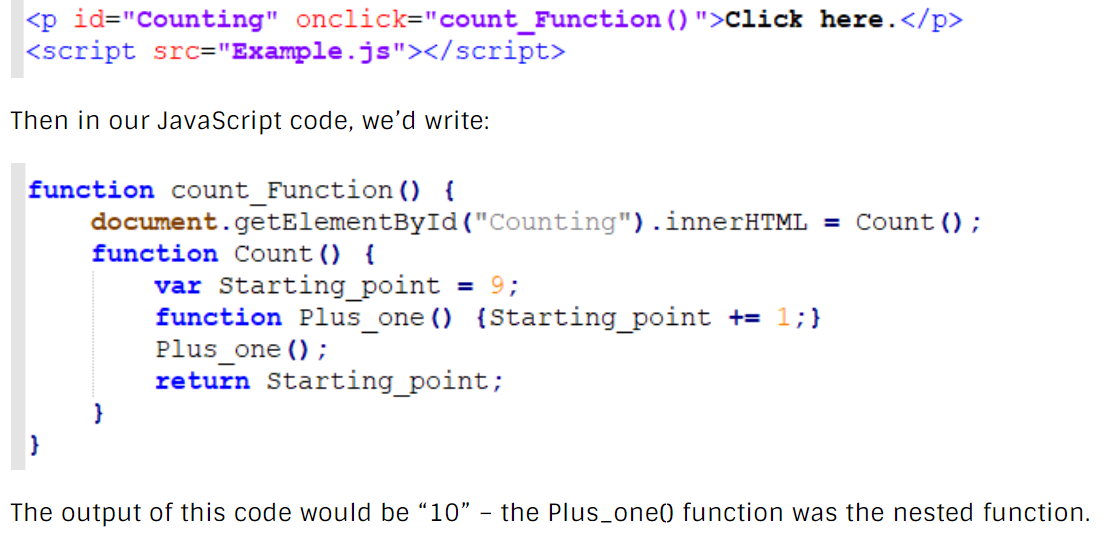 <p id="Counting" onclick="count_Function()">Click here.</p>
<script src="Example.js"></script>
Then in our JavaScript code, we’d write:
function count_Function() {
    document.getElementById("Counting").innerHTML = Count();
    function Count() {
        var Starting_point = 9;
        function Plus_one() {Starting_point += 1;}
        Plus_one();
        return Starting_point;
    }
}
The output of this code would be “10” – the Plus_one() function was the nested function.